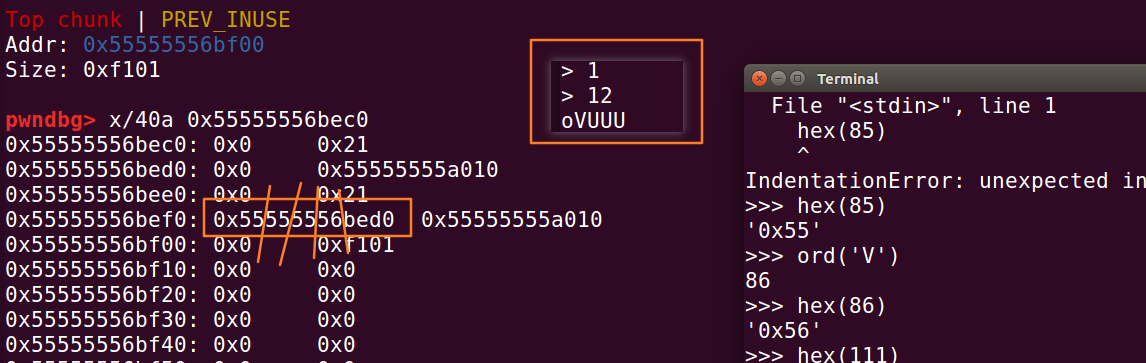 Top chunk | PREV_INUSE
Addr: 0x55555556bf00
Size: 0xf101
pwndbg> x/40a 0x55555556bec0
0x55555556bec0: 0x0 0x21
0x55555556bed0: 0x0 0x55555555a010
0x55555556bee0: 0x0 0x21
0x55555556bef0: 0x55555556bed0 0x55555555a010
0x55555556bf00: 0x0 0xf101
0x55555556bf10: 0x0 0x0
0x55555556bf20: 0x0 0x0
0x55555556bf30: 0x0 0x0
0x55555556bf40: 0x0 0x0
> 1
> 12
oVUUU
Terminal
File "<stdin>", line 1
hex(85)
^
IndentationError: unexpected in
>>> hex(85)
'0x55'
>>> ord('V')
86
>>> hex(86)
'0x56'
>>> hex(111)